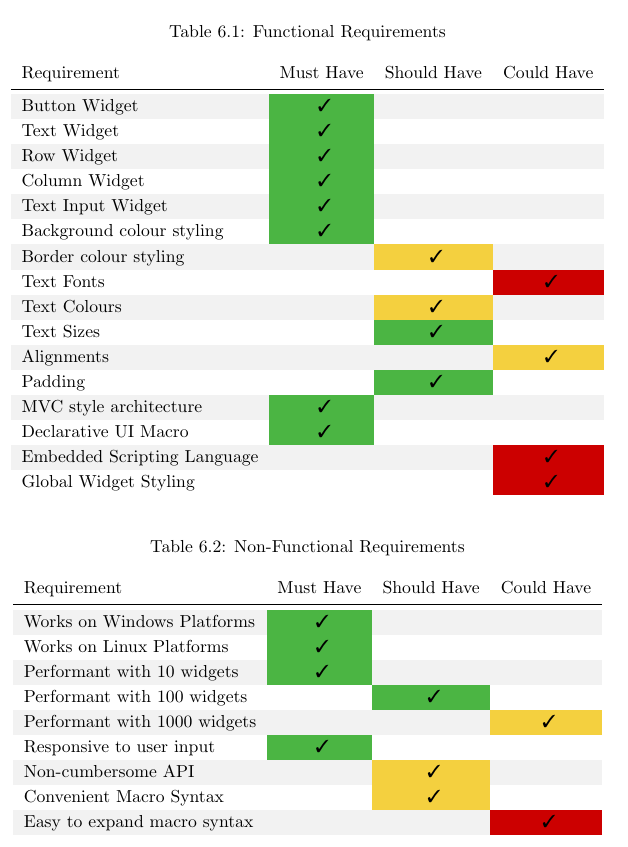 Table 6.1: Functional Requirements
Requirement Must Have Should Have Could Have
Button Widget ✓
Text Widget ✓
Row Widget ✓
Column Widget ✓
Text Input Widget ✓
Background colour styling ✓
Border colour styling ✓
Text Fonts ✓
Text Colours ✓
Text Sizes ✓
Alignments ✓
Padding ✓
MVC style architecture ✓
Declarative UI Macro ✓
Embedded Scripting Language ✓
Global Widget Styling ✓
Table 6.2: Non-Functional Requirements
Requirement Must Have Should Have Could Have
Works on Windows Platforms ✓
Works on Linux Platforms ✓
Performant with 10 widgets ✓
Performant with 100 widgets ✓
Performant with 1000 widgets ✓
Responsive to user input ✓
Non-cumbersome API ✓
Convenient Macro Syntax ✓
Easy to expand macro syntax ✓